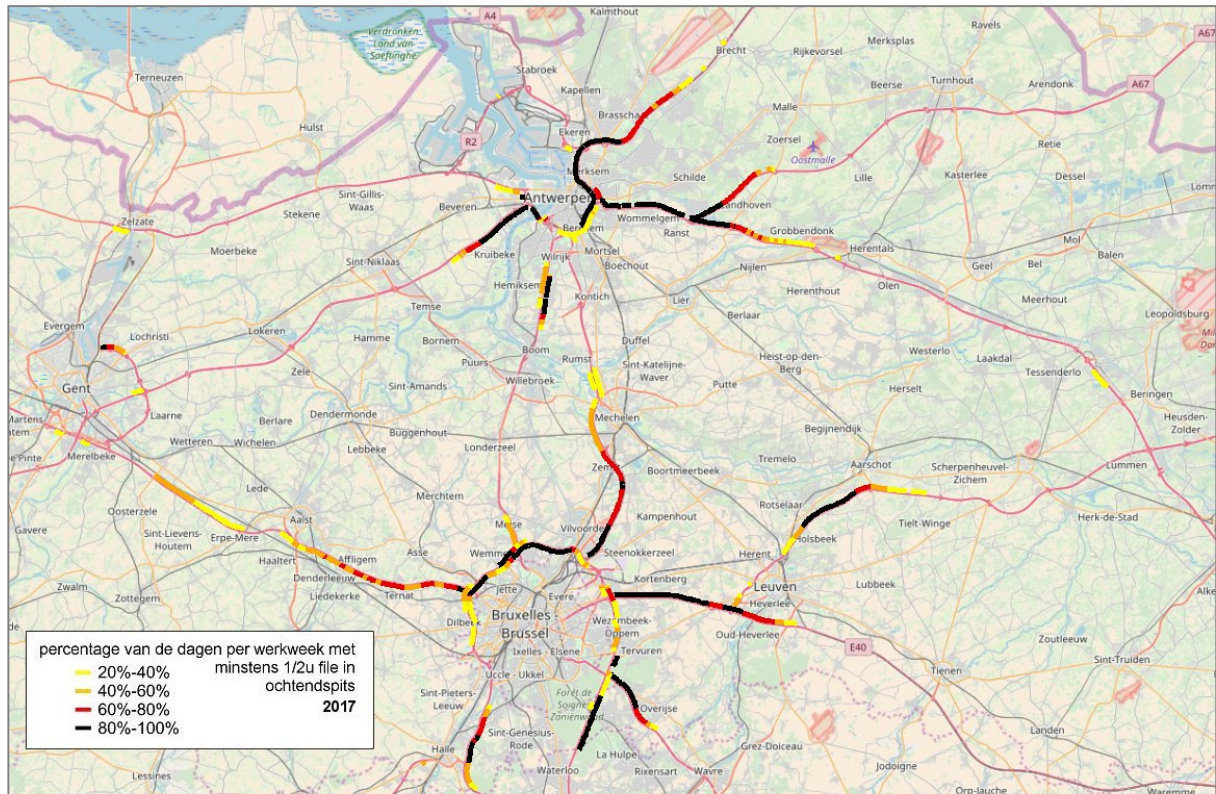 A4
Kalmthout
Ravels
Verdronken
Land van
Saeftinghe
Brecht
Rijkevorsel
Merksplas
A67
Terneuzen
Stabroek
Kapellen
Beerse
Turnhout
Arendonk
A67
Hulst
Brasscha
Malle
R2
Ekeren
Zoersel
Retie
Merksem
Oostmalle
Schilde
Lille
Kasterlee
Dessel
Sint-Gillis-
Waas
Beveren
Antwerpen
Lomm
Zelzate
Stekene
Wommelgem
Landhoven
Ranst
Grobbendonk
Mol
Moerbeke
Kruibeke
Wilrijk
Mortsel
Herentals
Balen
Boechout
Nijlen
Geel
Bel
Sint-Niklaas
Hemiksem
Olen
Kontich
Lier
Herenthout
Meerhout
Temse
Leopoldsburg
Evergem
Lochristi
Lokeren
Hamme
Bornem
Duffel
Berlaar
Boom
Rumst
Heist-op-den-
Berg
Westerlo
Laakdal
Zele
Puurs
Sint-Katelijne-
Waver
Gent
Sint-Amands
Willebroek
Putte
Herselt
Tessenderlo
Laarne
Dendermonde
Mechelen
Beringen
Berlare
Heusden-
Zolder
Wetteren
Wichelen
Lebbeke
Buggenhout
Londerzeel
Begijnendijk
Merelbeke
Tremelo
Aarschot
Scherpenheuvel-
Zichem
Lummen
Boortmeerbeek
Lede
Merchtem
Rotselaar
Oosterzele
Aalst
Vilvoorde
Kampenhout
Tielt-Winge
Herk-de-Stad
Gavere
Sint-Lievens-
Houtem
Erpe-Mere
Asse
Steenokkerzeel
Holsbeek
Haaltert
Affligem
Herent
Denderleeuw
Kortenberg
Lubbeek
Zwalm
Liedekerke
Ternat
Jette
Evere
Leuven
Zottegem
Heverlee
Dilbeek
Bruxelles -
Brussel
Wezembeek-
Oppem
Oud-Heverlee
Zoutleeuw
Ixelles - Elsene
Tervuren
E40
Uccle - Ukkel
Tienen
Sint-Truiden
Sint-Pieters-
Leeuw
Forêt de
Overijse
Sint-Genesius-
Rode
Landen
Halle
La Hulpe
Grez-Doiceau
Lessines
Waterloo
Rixensart
Wavre
Jodoigne
Orp-Jauche
Waremme
percentage van de dagen per werkweek met
minstens 1/2u file in
ochtendspits
2017
20%-40%
40%-60%
60%-80%
80%-100%